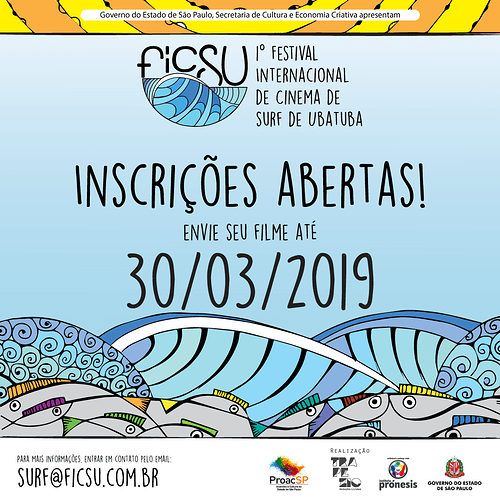 Governo do Estado de São Paulo, Secretaria de Cultura e Economia Criativa apresentam
FICSU
1º FESTIVAL
INTERNACIONAL
DE CINEMA DE
SURF DE UBATUBA
INSCRIÇÕES ABERTAS!
ENVIE SEU FILME ATÉ
30/03/2019
PARA MAIS INFORMAÇÕES, ENTRAR EM CONTATO PELO EMAIL:
SURF@FICSU.COM.BR
ProacSP
REALIZAÇÃO
prónesis
GOVERNO DO ESTADO
DE SÃO PAULO